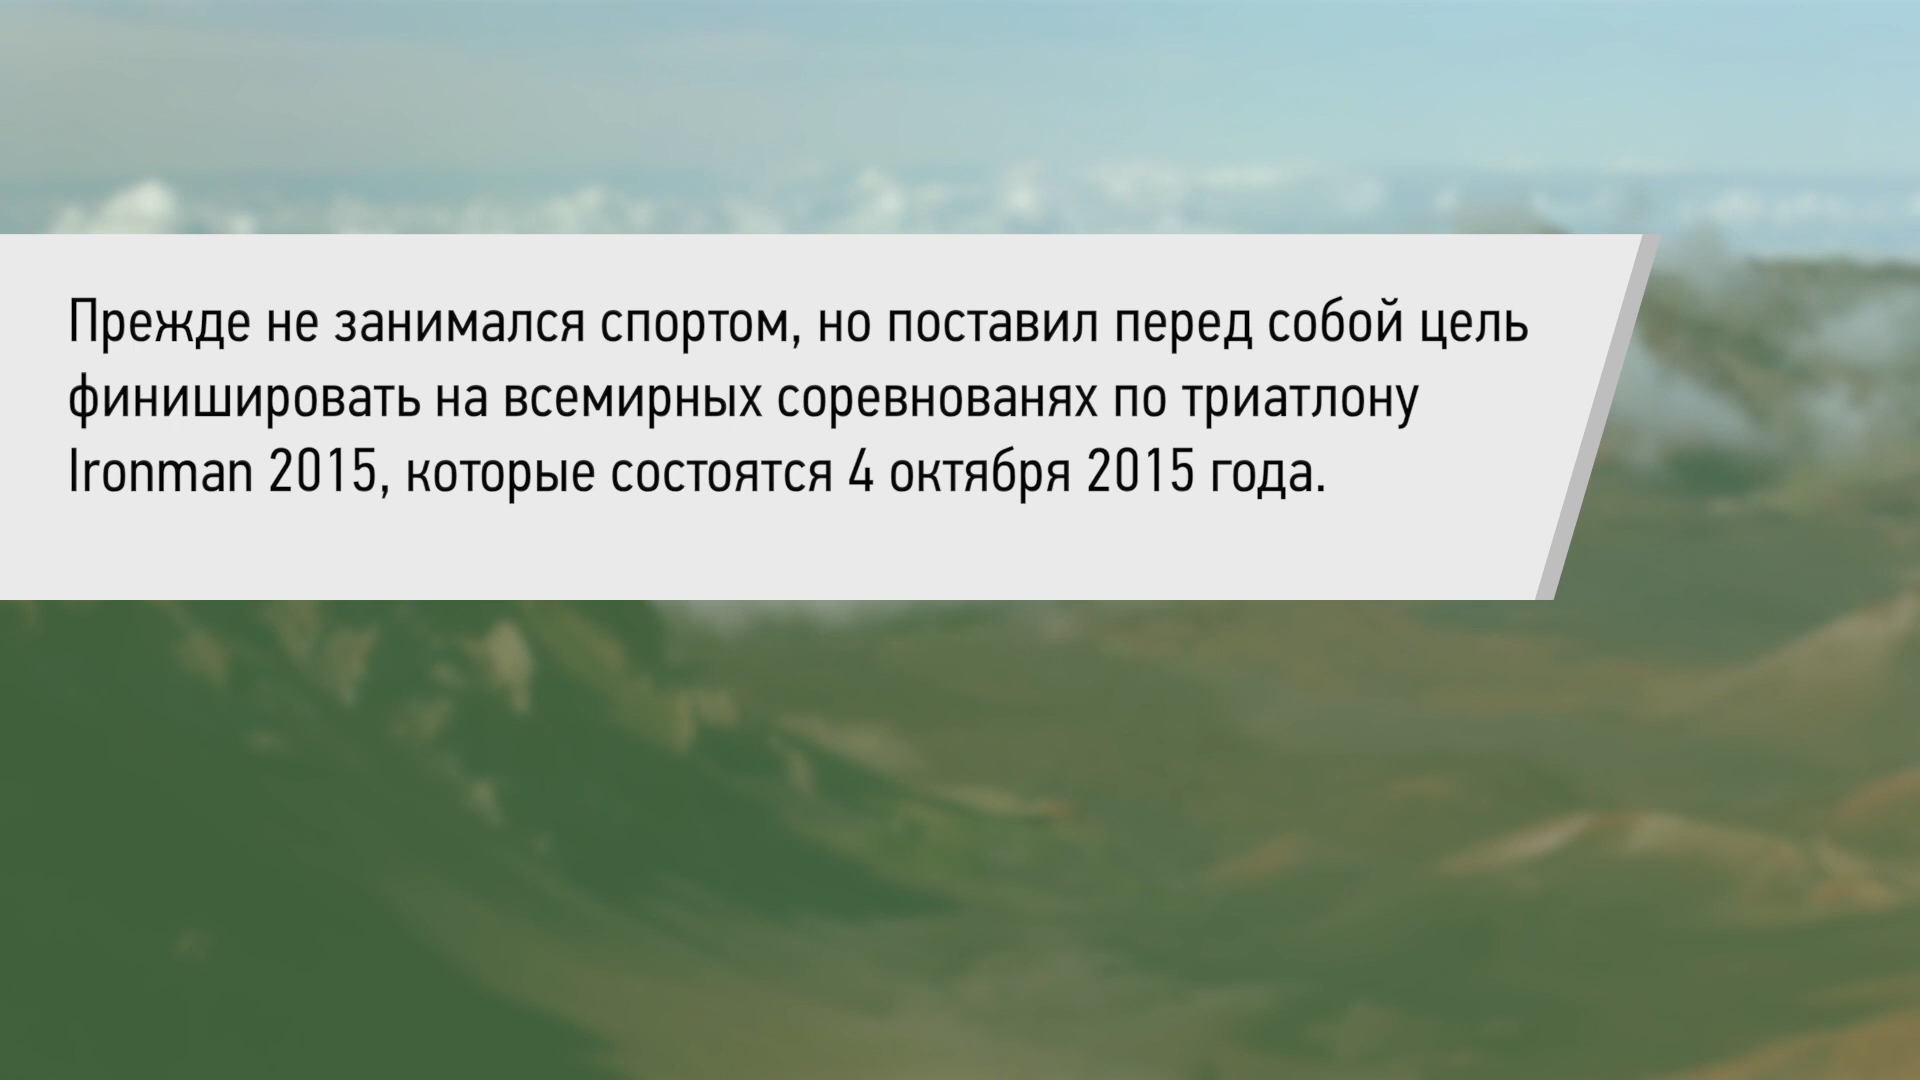 Прежде не занимался спортом, но поставил перед собой цель
финишировать на всемирных соревнованях по триатлону
Ironman 2015, которые состоятся 4 октября 2015 года.